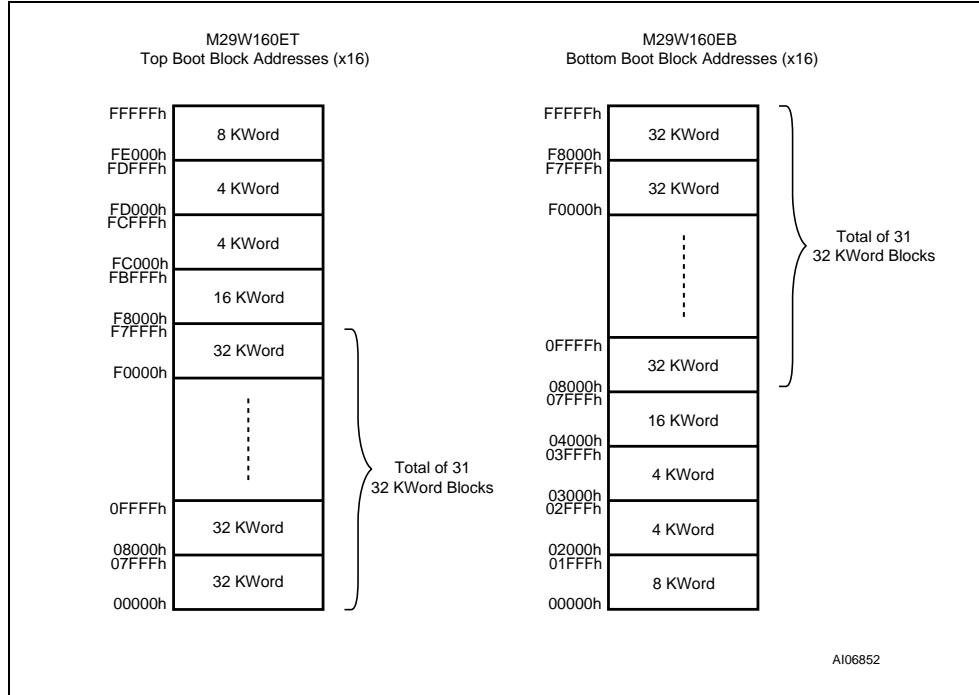 M29W160ET
Top Boot Block Addresses (x16)
FFFFFh
8 KWord
FE000h
FDFFFh
4 KWord
FD000h
FCFFFh
4 KWord
FC000h
FBFFFh
16 KWord
F8000h
F7FFFh
32 KWord
F0000h
Total of 31
32 KWord Blocks
0FFFFh
32 KWord
08000h
07FFFh
32 KWord
00000h
M29W160EB
Bottom Boot Block Addresses (x16)
FFFFFh
32 KWord
F8000h
F7FFFh
32 KWord
F0000h
Total of 31
32 KWord Blocks
0FFFFh
32 KWord
08000h
07FFFh
16 KWord
04000h
03FFFh
4 KWord
03000h
02FFFh
4 KWord
02000h
01FFFh
8 KWord
00000h
AI06852